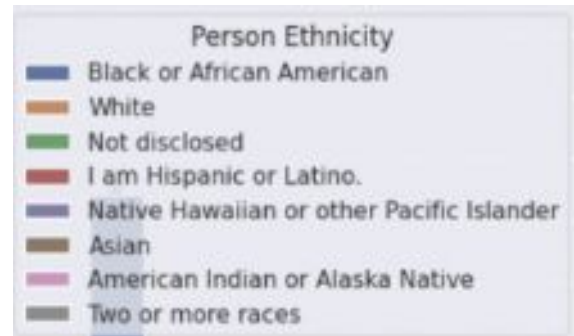 Person Ethnicity
Black or African American
White
Not disclosed
I am Hispanic or Latino.
Native Hawaiian or other Pacific Islander
Asian
American Indian or Alaska Native
Two or more races